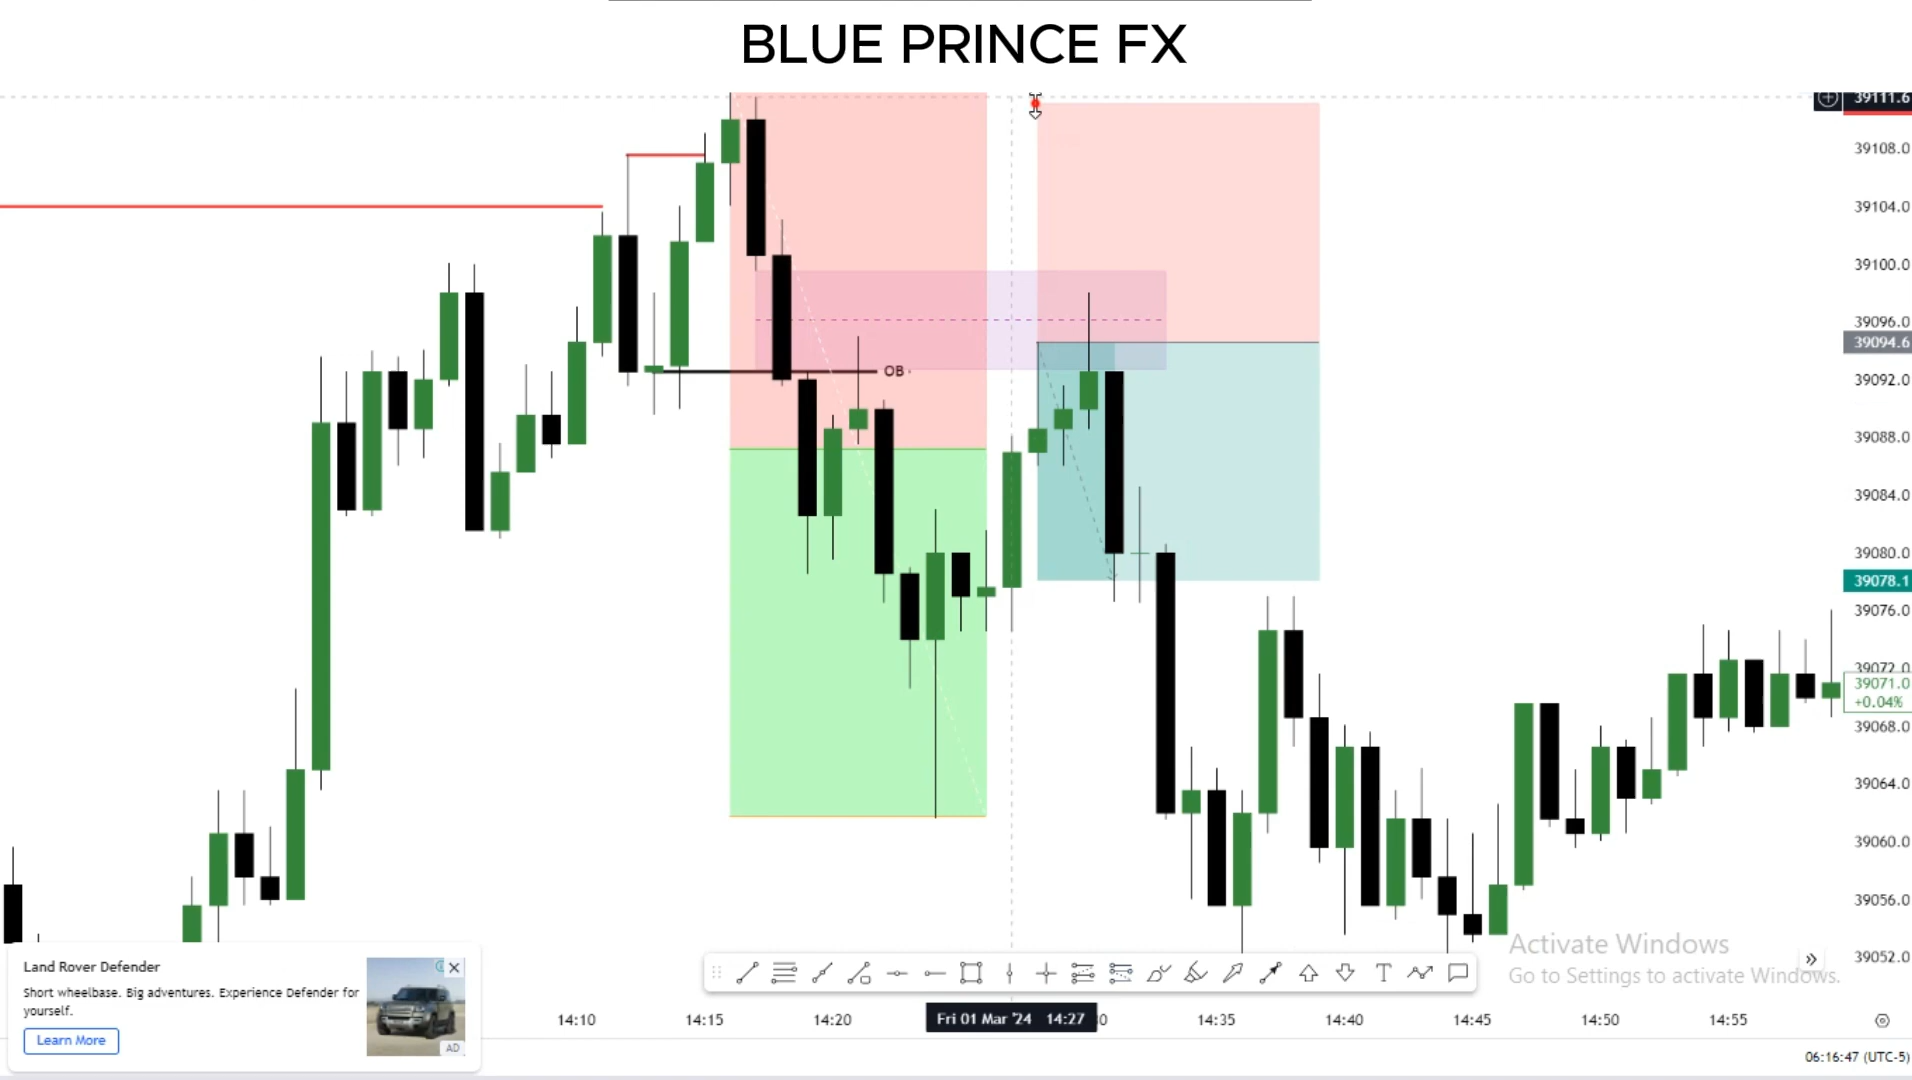 BLUE PRINCE FX
39111.6
39108.0
39104.0
39100.0
39096.0
39094.6
39092.0
OB
39088.0
39084.0
39080.0
39078.1
39076.0
39072.0
39071.0
+0.04%
39068.0
39064.0
39060.0
39056.0
39052.0
Activate Windows
Go to Settings to activate Windows.
Land Rover Defender
Short wheelbase. Big adventures. Experience Defender for
yourself.
Learn More
AD
14:10 14:15 14:20 Fri 01 Mar '24 14:27 14:35 14:40 14:45 14:50 14:55
06:16:47 (UTC-5)